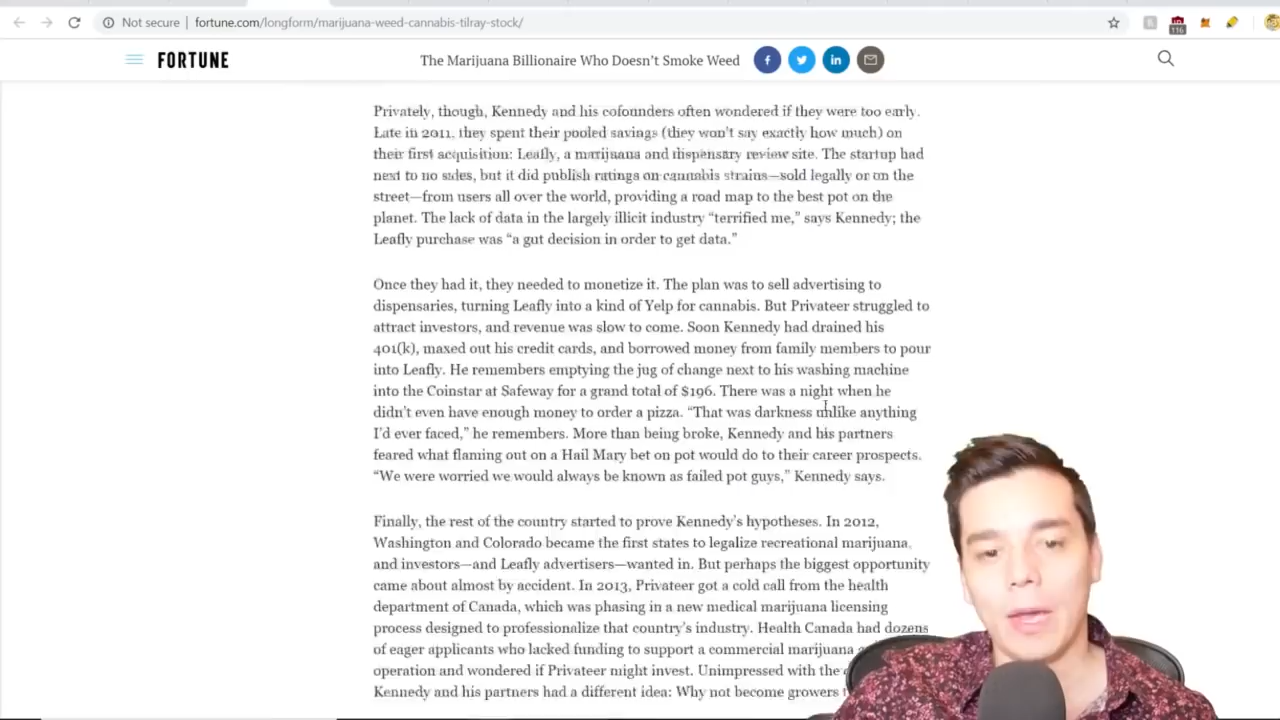 Not secure
fortune.com/longform/marijuana-weed-cannabis-tilray-stock/
116
FORTUNE
The Marijuana Billionaire Who Doesn't Smoke Weed
Privately, though, Kennedy and his cofounders often wondered if they were too early.
Late in 2011, they spent their pooled savings (they won't say exactly how much) on
their first acquisition: Leafly, a marijuana and dispensary review site. The startup had
next to no sales, but it did publish ratings on cannabis strains—sold legally or on the
street—from users all over the world, providing a road map to the best pot on the
planet. The lack of data in the largely illicit industry “terrified me,” says Kennedy; the
Leafly purchase was “a gut decision in order to get data.”
Once they had it, they needed to monetize it. The plan was to sell advertising to
dispensaries, turning Leafly into a kind of Yelp for cannabis. But Privateer struggled to
attract investors, and revenue was slow to come. Soon Kennedy had drained his
401(k), maxed out his credit cards, and borrowed money from family members to pour
into Leafly. He remembers emptying the jug of change next to his washing machine
into the Coinstar at Safeway for a grand total of $196. There was a night when he
didn't even have enough money to order a pizza. “That was darkness unlike anything
I'd ever faced,” he remembers. More than being broke, Kennedy and his partners
feared what flaming out on a Hail Mary bet on pot would do to their career prospects.
“We were worried we would always be known as failed pot guys,” Kennedy says.
Finally, the rest of the country started to prove Kennedy's hypotheses. In 2012,
Washington and Colorado became the first states to legalize recreational marijuana,
and investors—and Leafly advertisers—wanted in. But perhaps the biggest opportunity
came about almost by accident. In 2013, Privateer got a cold call from the health
department of Canada, which was phasing in a new medical marijuana licensing
process designed to professionalize that country's industry. Health Canada had dozens
of eager applicants who lacked funding to support a commercial marijuana
operation and wondered if Privateer might invest. Unimpressed with the
Kennedy and his partners had a different idea: Why not become growers